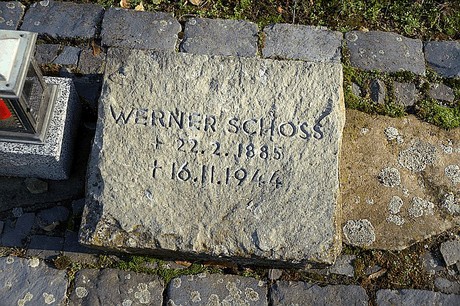 WERNER SCHOSS
† 22.2.1885
† 16.11.1944